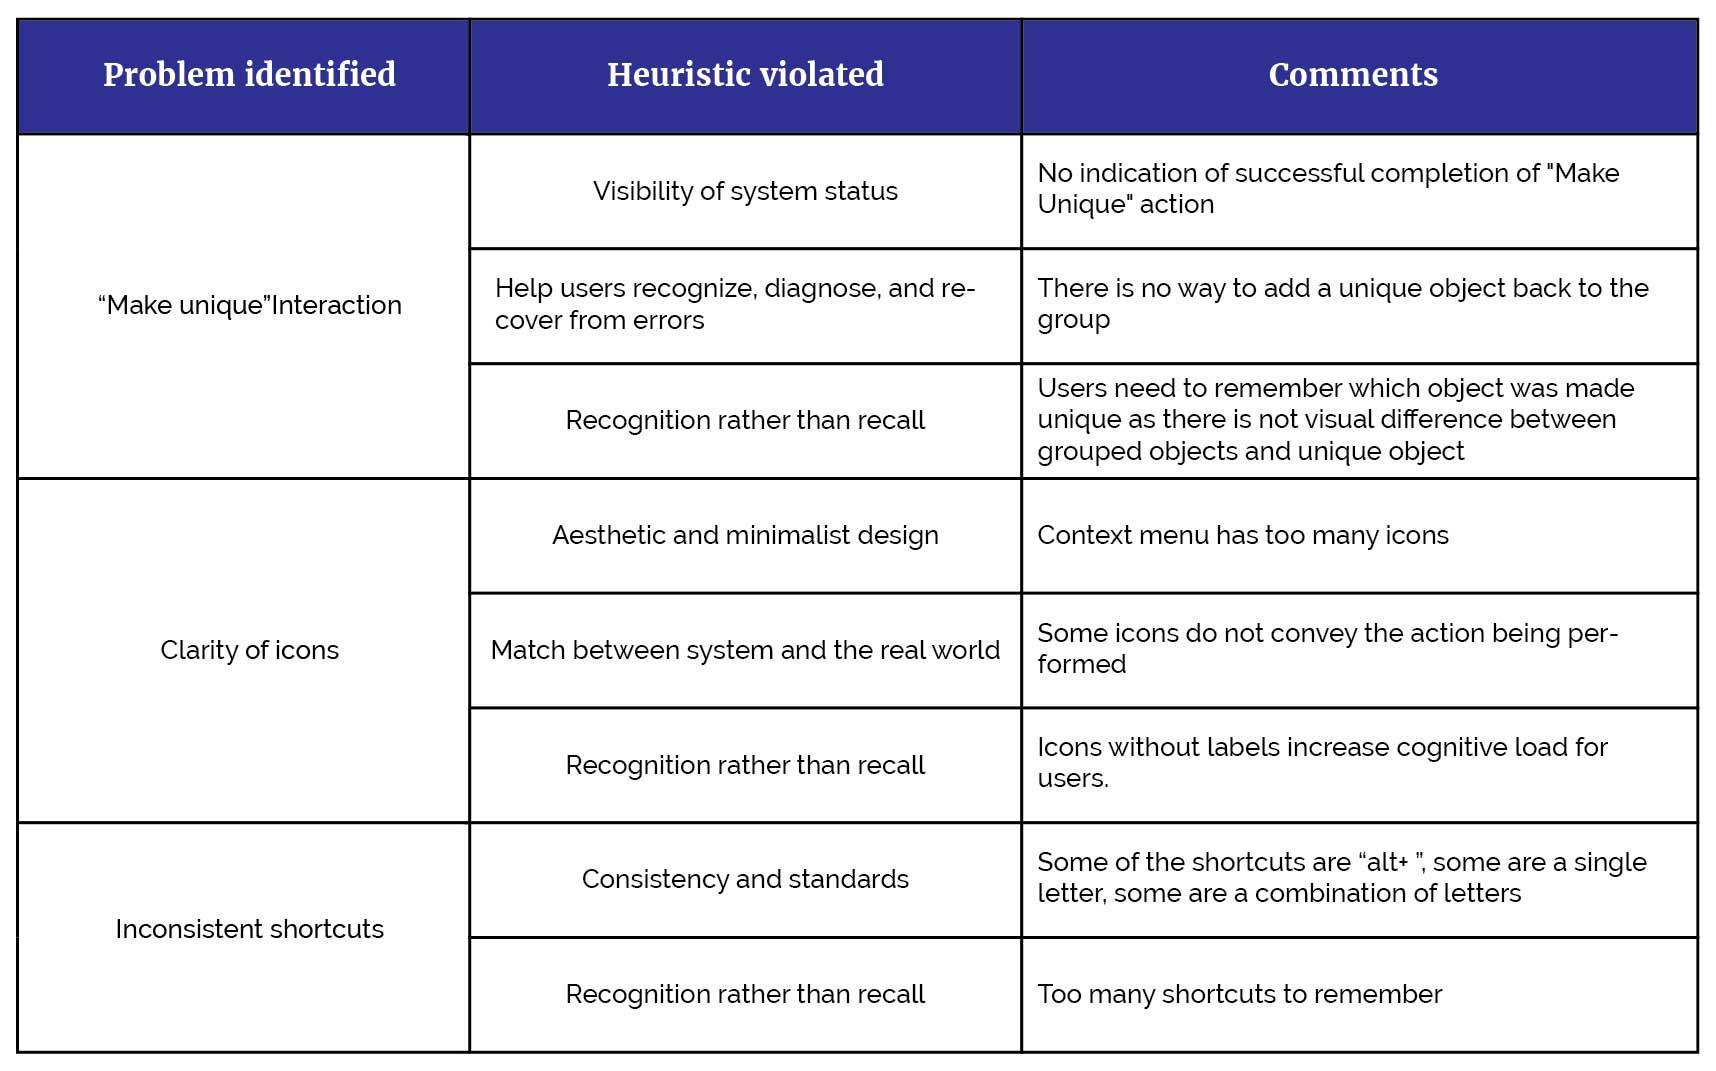 Problem identified
Heuristic violated
Comments
“Make unique”Interaction
Visibility of system status
No indication of successful completion of "Make
Unique" action
Help users recognize, diagnose, and re-
cover from errors
There is no way to add a unique object back to the
group
Recognition rather than recall
Users need to remember which object was made
unique as there is not visual difference between
grouped objects and unique object
Clarity of icons
Aesthetic and minimalist design
Context menu has too many icons
Match between system and the real world
Some icons do not convey the action being per-
formed
Recognition rather than recall
Icons without labels increase cognitive load for
users.
Inconsistent shortcuts
Consistency and standards
Some of the shortcuts are “alt+ ”, some are a single
letter, some are a combination of letters
Recognition rather than recall
Too many shortcuts to remember